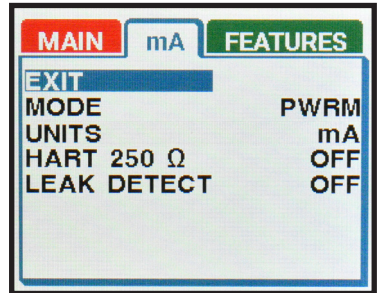 MAIN mA FEATURES
EXIT
MODE PWRM
UNITS mA
HART 250 Ω OFF
LEAK DETECT OFF